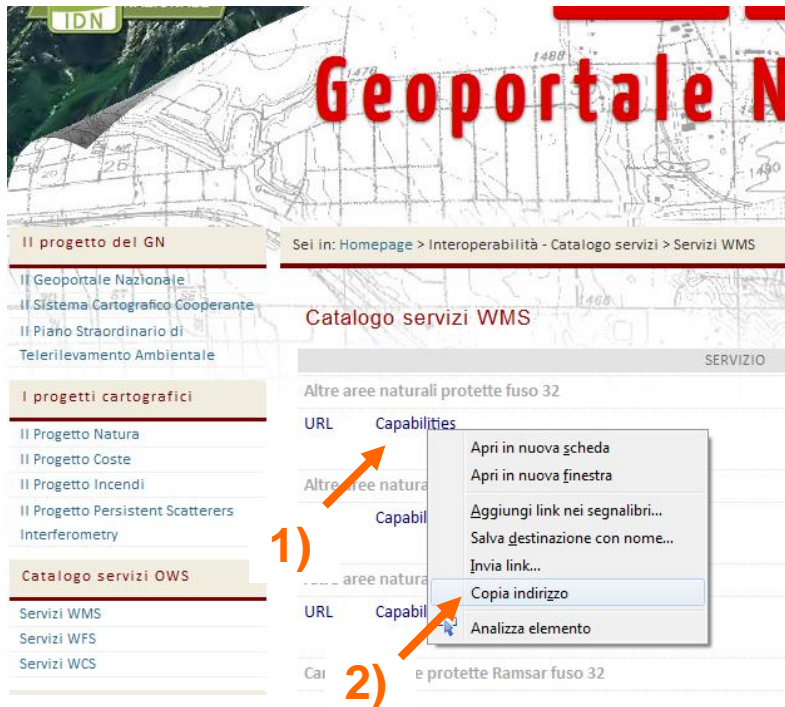 IDN
Geoportale N
1488
1470
1490
1468
26
Il progetto del GN
Il Geoportale Nazionale
Il Sistema Cartografico Cooperante
Il Piano Straordinario di
Telerilevamento Ambientale
I progetti cartografici
Il Progetto Natura
Il Progetto Coste
Il Progetto Incendi
Il Progetto Persistent Scatterers
Interferometry
Catalogo servizi OWS
Servizi WMS
Servizi WFS
Servizi WCS
Sei in: Homepage > Interoperabilità - Catalogo servizi > Servizi WMS
Catalogo servizi WMS
SERVIZIO
Altre aree naturali protette fuso 32
URL Capabilities
Altre aree natura
Capabil
aree natura
URL Capabil
Car e protette Ramsar fuso 32
Apri in nuova scheda
Apri in nuova finestra
Aggiungi link nei segnalibri...
Salva destinazione con nome...
Invia link...
Copia indirizzo
Analizza elemento
1)
2)